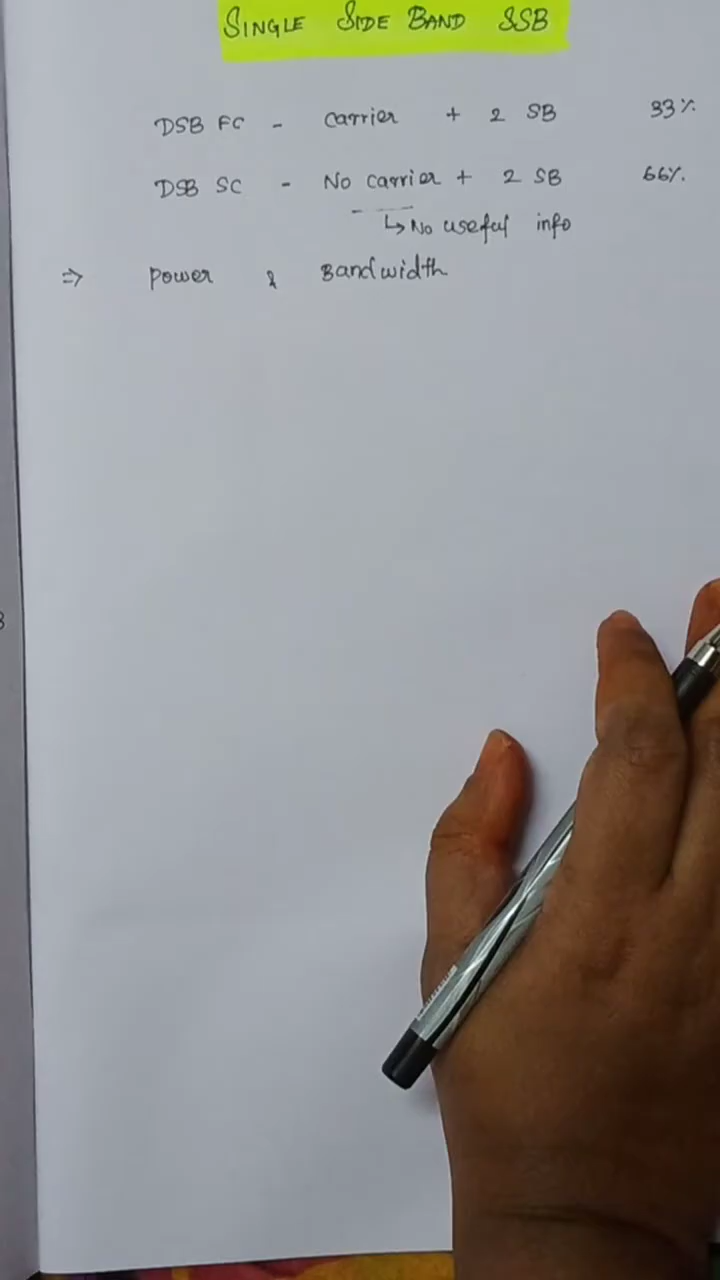 SINGLE SIDE BAND SSB
DSB FC - carrier + 2 SB 33%
DSB SC - No carrier + 2 SB 66%
↳ No useful info
⇒ power & Bandwidth